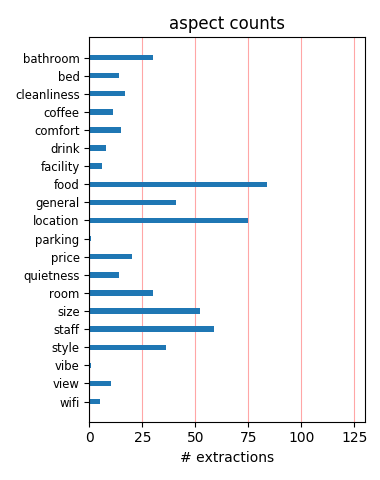 aspect counts
bathroom
bed
cleanliness
coffee
comfort
drink
facility
food
general
location
parking
price
quietness
room
size
staff
style
vibe
view
wifi
0 25 50 75 100 125
# extractions